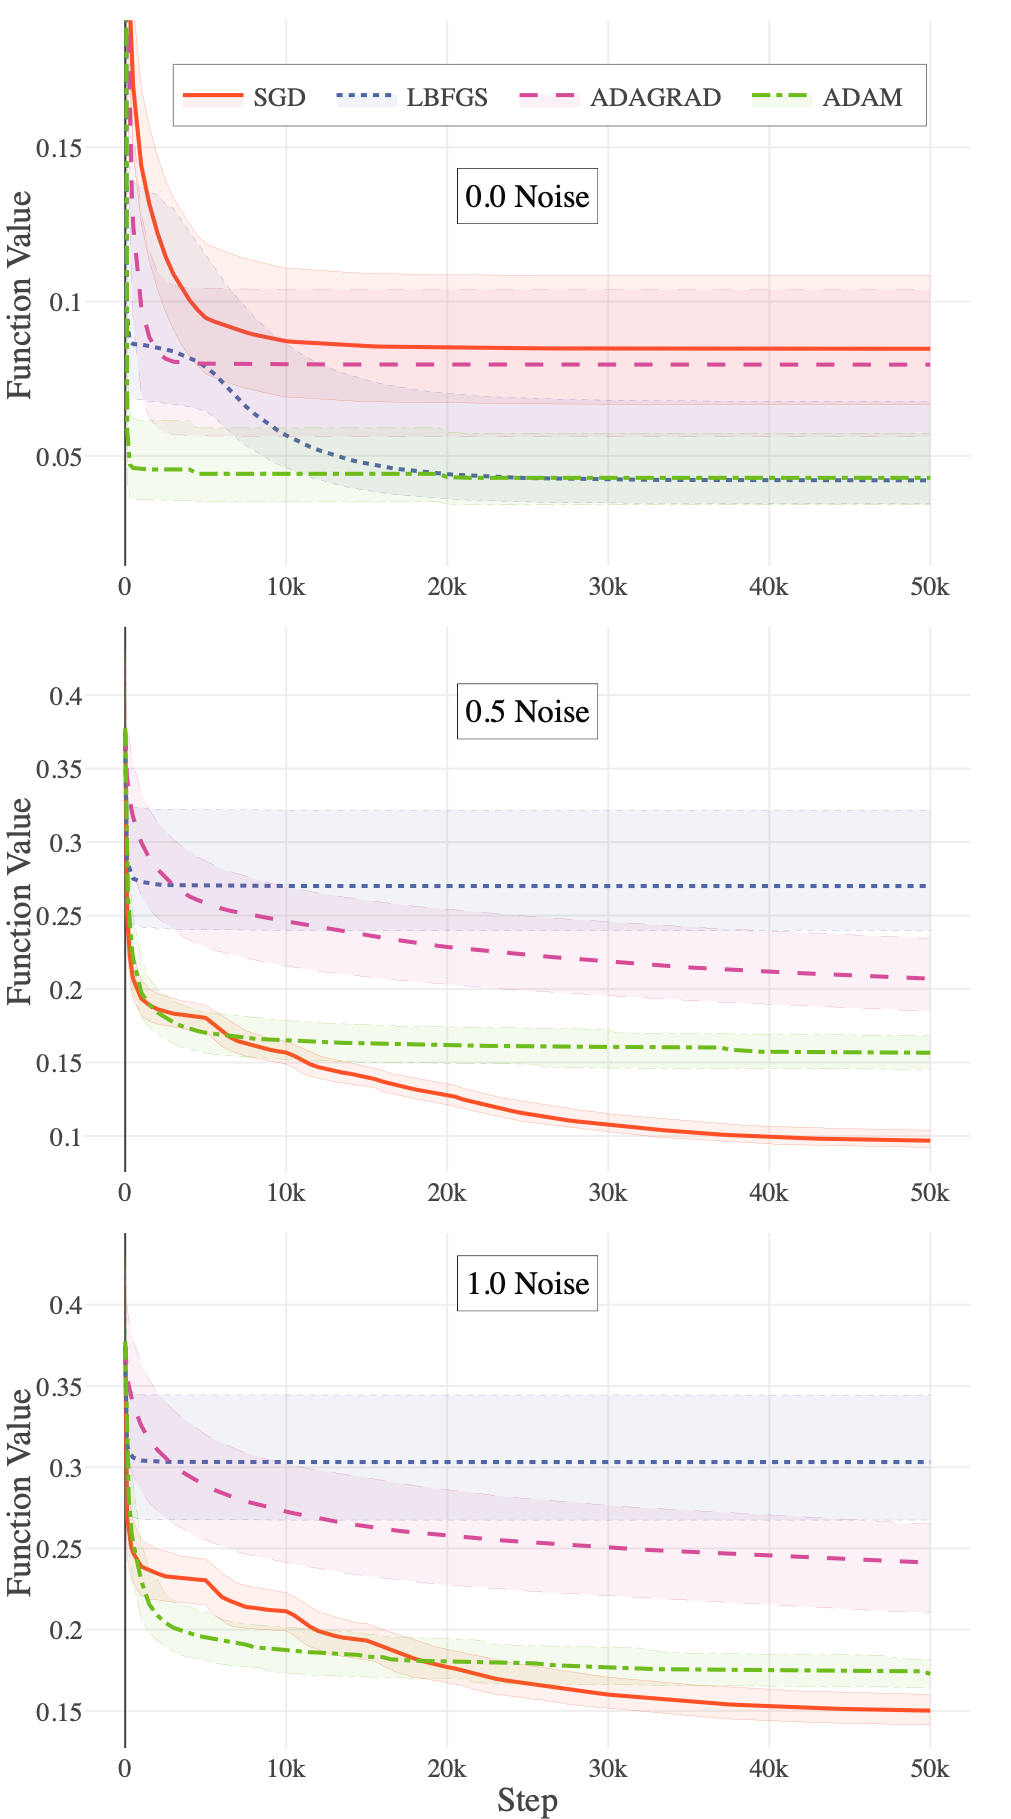 SGD LBFGS ADAGRAD ADAM
0.15
0.0 Noise
Function Value
0.1
0.05
0 10k 20k 30k 40k 50k
0.4
0.5 Noise
0.35
Function Value
0.3
0.25
0.2
0.15
0.1
0 10k 20k 30k 40k 50k
1.0 Noise
0.4
0.35
Function Value
0.3
0.25
0.2
0.15
0 10k 20k 30k 40k 50k
Step